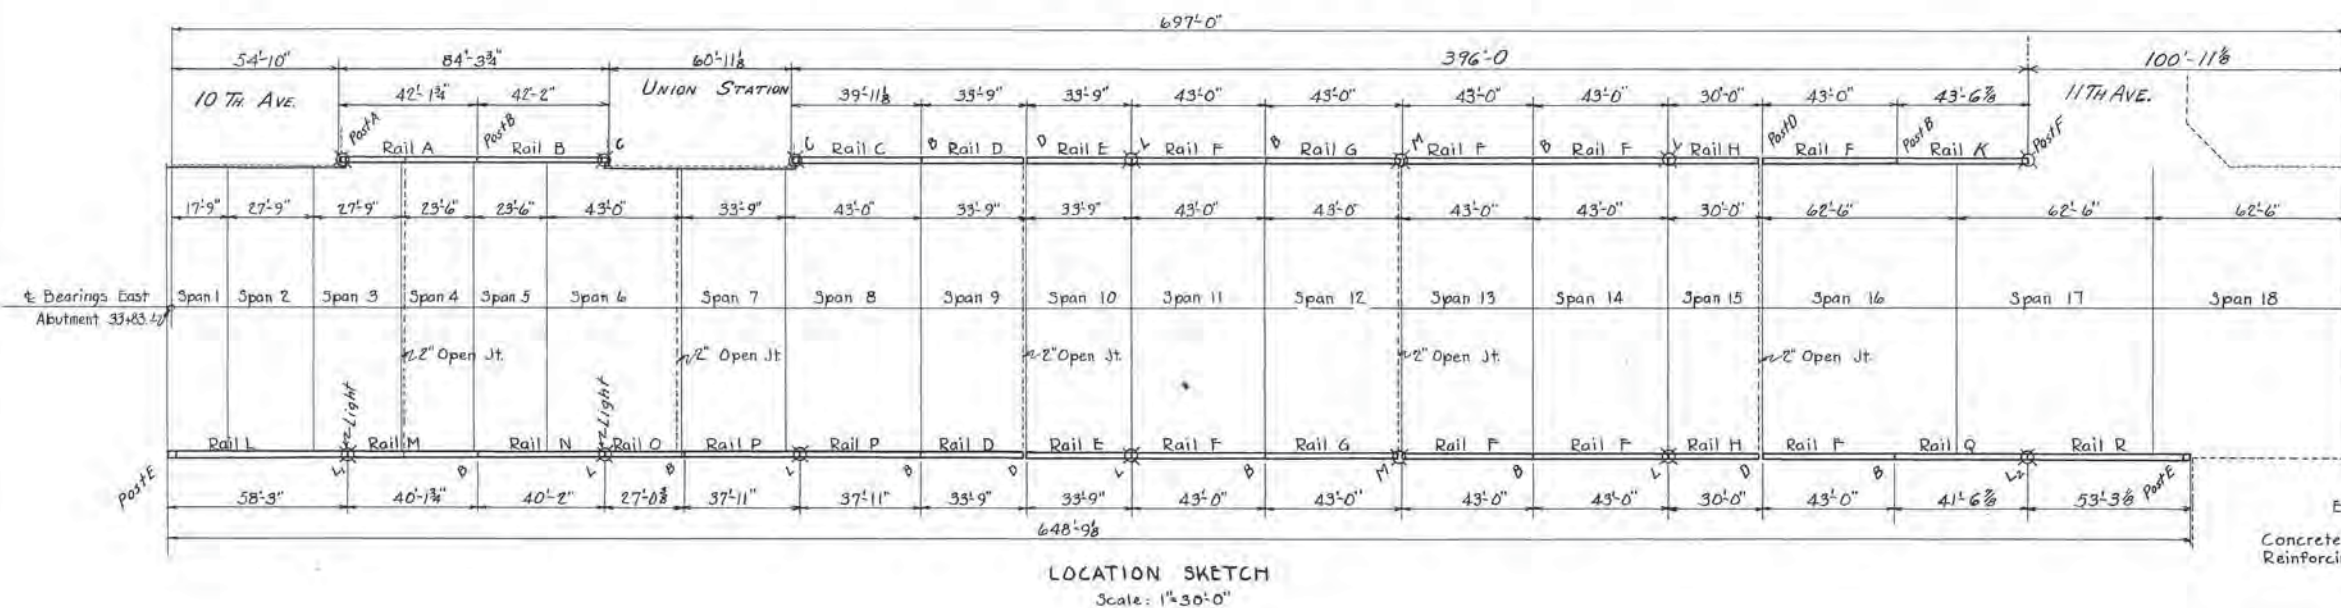 697'-0"
54'-10" 84'-3¾" 60'-11⅛ 396'-0 100'-11⅛
10 TH. AVE. 42'-1¾" 42'-2" UNION STATION 39'-11⅛ 33'-9" 33'-9" 43'-0" 43'-0" 43'-0" 43'-0" 30'-0" 43'-0" 43'-6⅞ 11TH AVE.
Post A Rail A Post B Rail B C C Rail C B Rail D D Rail E L Rail F B Rail G M Rail F B Rail F L Rail H Post D Rail F Post B Rail K Post F
17'-9" 27'-9" 27'-9" 23'-6" 23'-6" 43'-0" 33'-9" 43'-0" 33'-9" 33'-9" 43'-0" 43'-0" 43'-0" 43'-0" 30'-0" 62'-6" 62'-6" 62'-6"
℄ Bearings East Span 1 Span 2 Span 3 Span 4 Span 5 Span 6 Span 7 Span 8 Span 9 Span 10 Span 11 Span 12 Span 13 Span 14 Span 15 Span 16 Span 17 Span 18
Abutment 33+83.
2" Open Jt. 2" Open Jt. 2" Open Jt. 2" Open Jt. 2" Open Jt.
Light Light
Rail L Rail M Rail N Rail O Rail P Rail P Rail D Rail E Rail F Rail G Rail F Rail F Rail H Rail F Rail Q Rail R
Post E L₁ B L B L B D L B M B L D B L₂ Post E
58'-3" 40'-1¾" 40'-2" 27'-0⅜ 37'-11" 37'-11" 33'-9" 33'-9" 43'-0" 43'-0" 43'-0" 43'-0" 30'-0" 43'-0" 41'-6⅞ 53'-3⅛
E
648'-9⅛
Concrete
Reinforci
LOCATION SKETCH
Scale: 1"=30'-0"